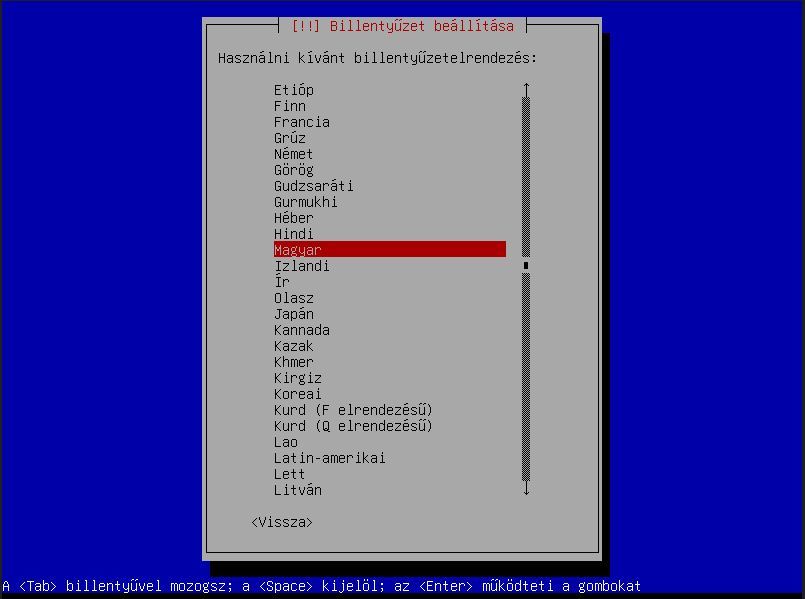 [!!] Billentyűzet beállítása
Használni kívánt billentyűzetelrendezés:
Etióp
Finn
Francia
Grúz
Német
Görög
Gudzsaráti
Gurmukhi
Héber
Hindi
Magyar
Izlandi
Ír
Olasz
Japán
Kannada
Kazak
Khmer
Kirgiz
Koreai
Kurd (F elrendezésű)
Kurd (Q elrendezésű)
Lao
Latin-amerikai
Lett
Litván
<Vissza>
A <Tab> billentyűvel mozogsz; a <Space> kijelöl; az <Enter> működteti a gombokat